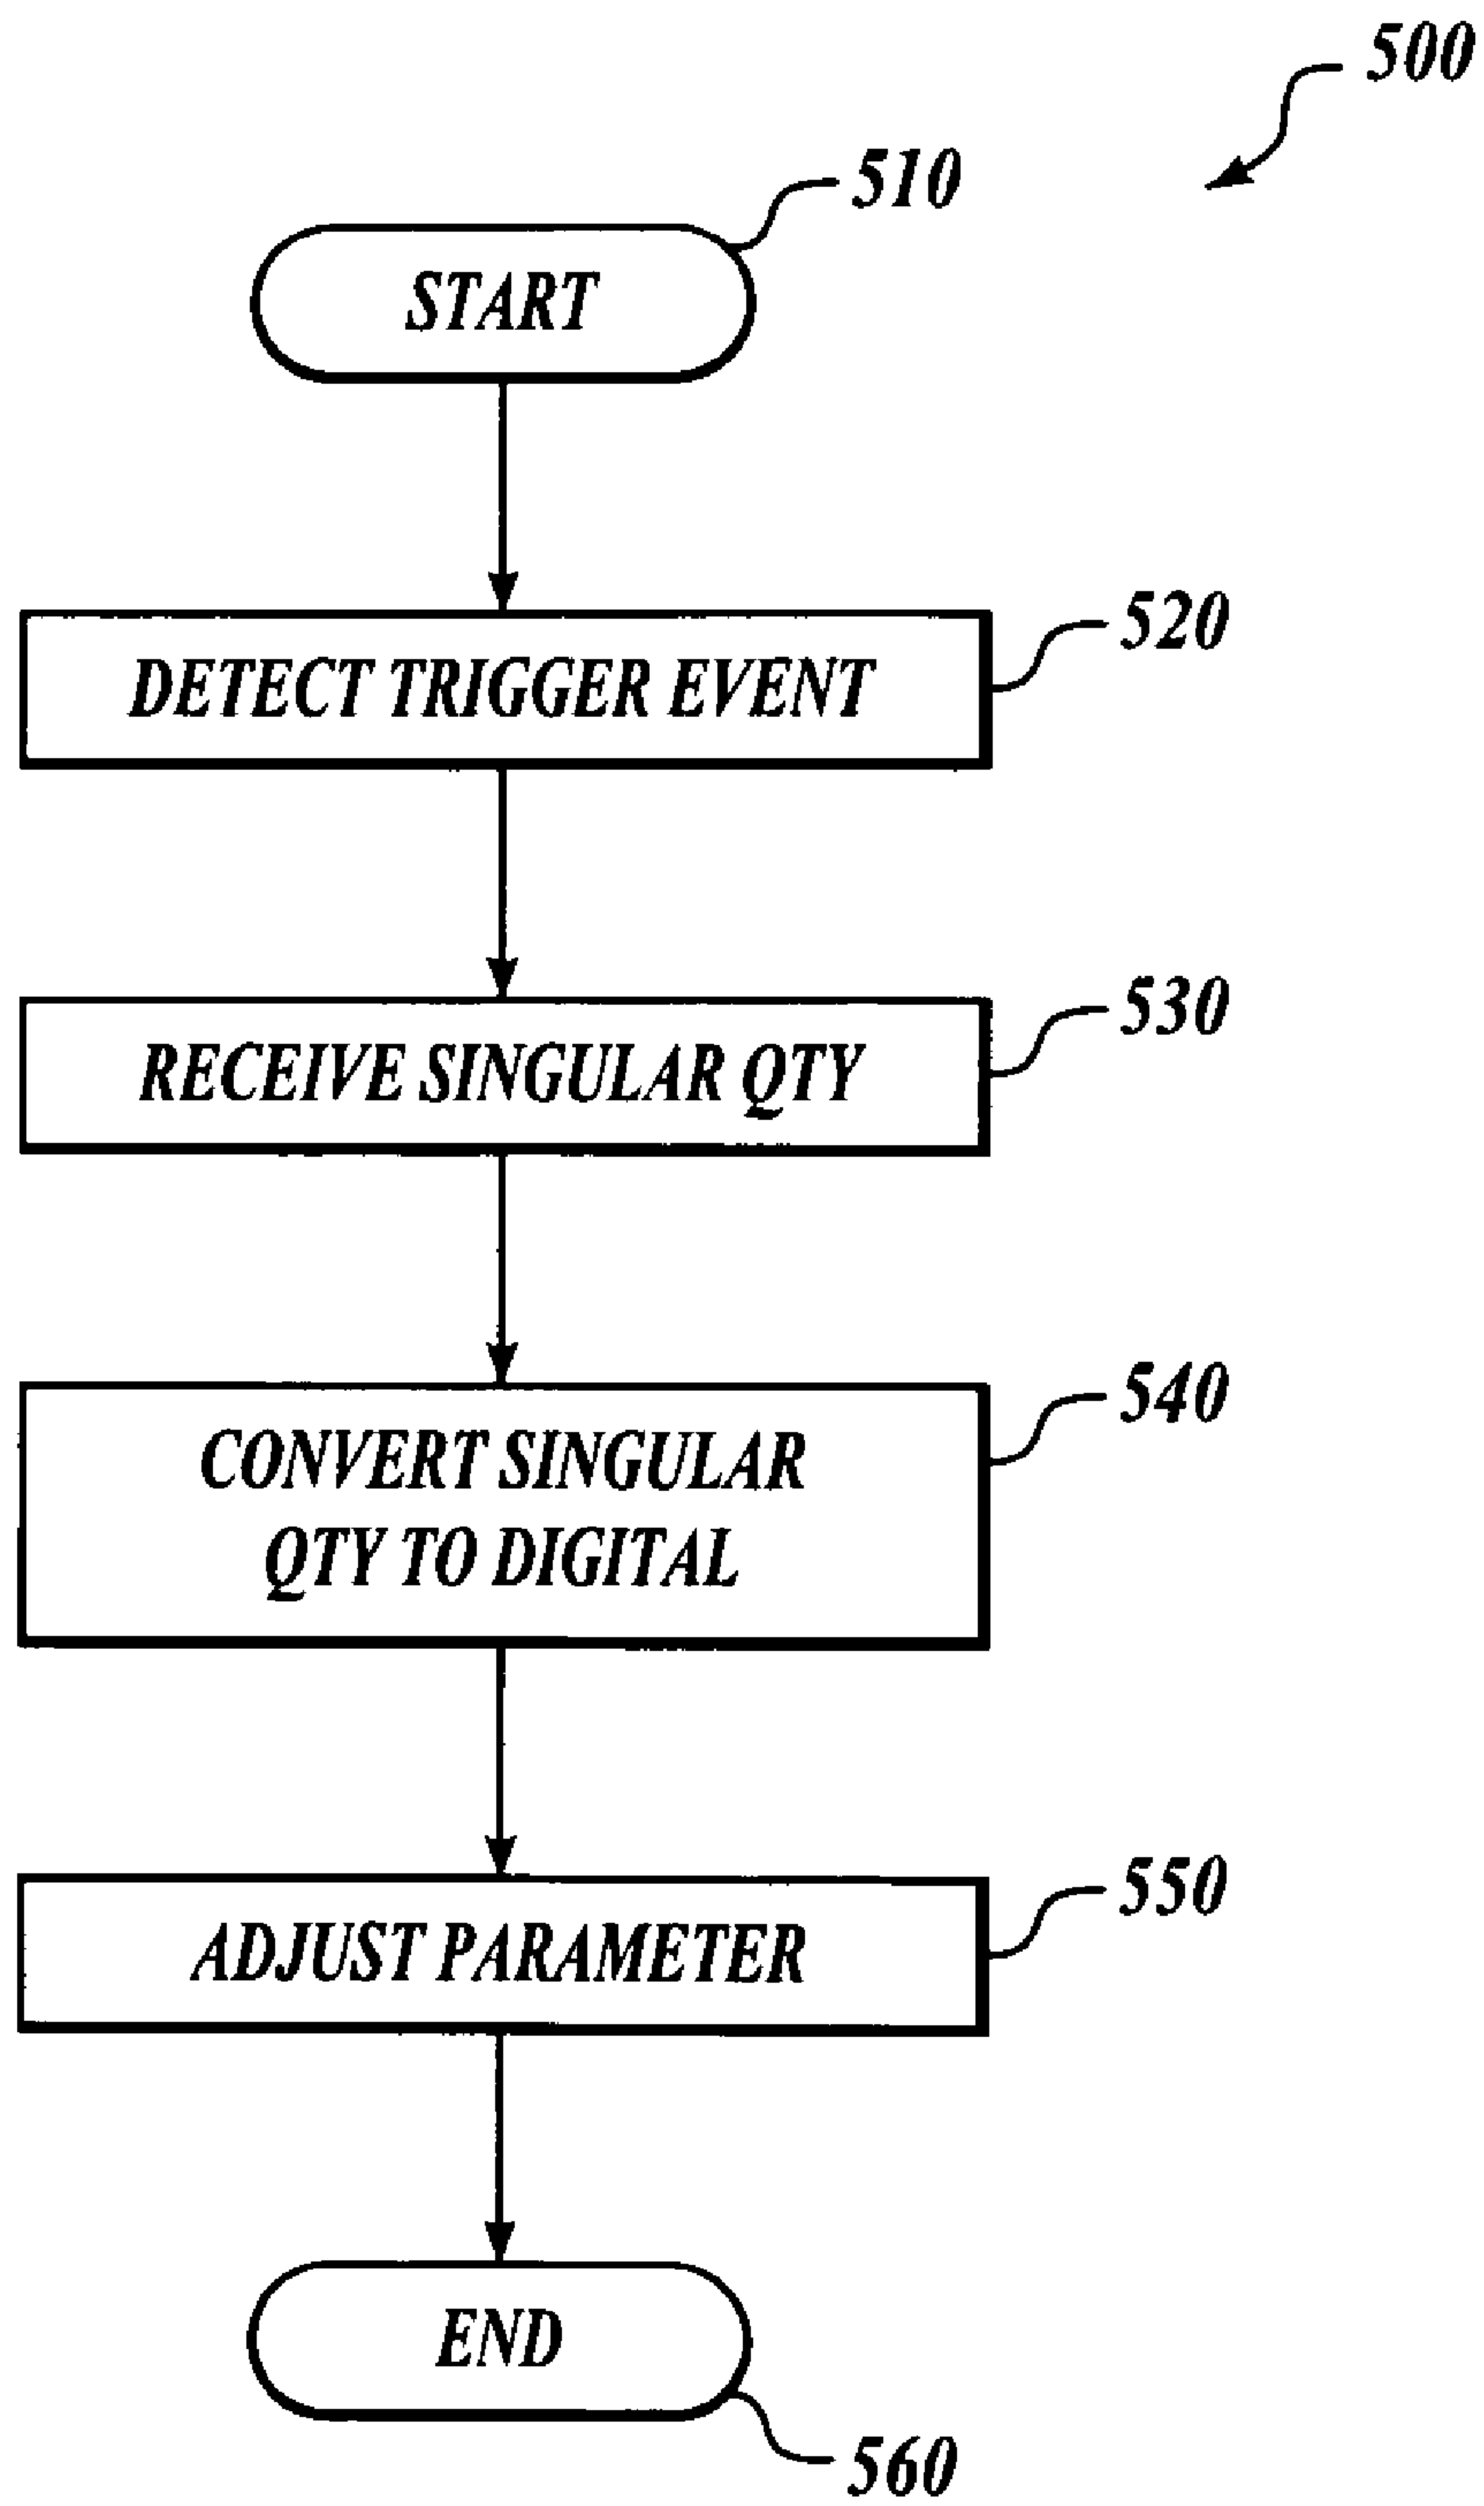 500
510
START
520
DETECT TRIGGER EVENT
530
RECEIVE SINGULAR QTY
540
CONVERT SINGULAR
QTY TO DIGITAL
550
ADJUST PARAMETER
END
560